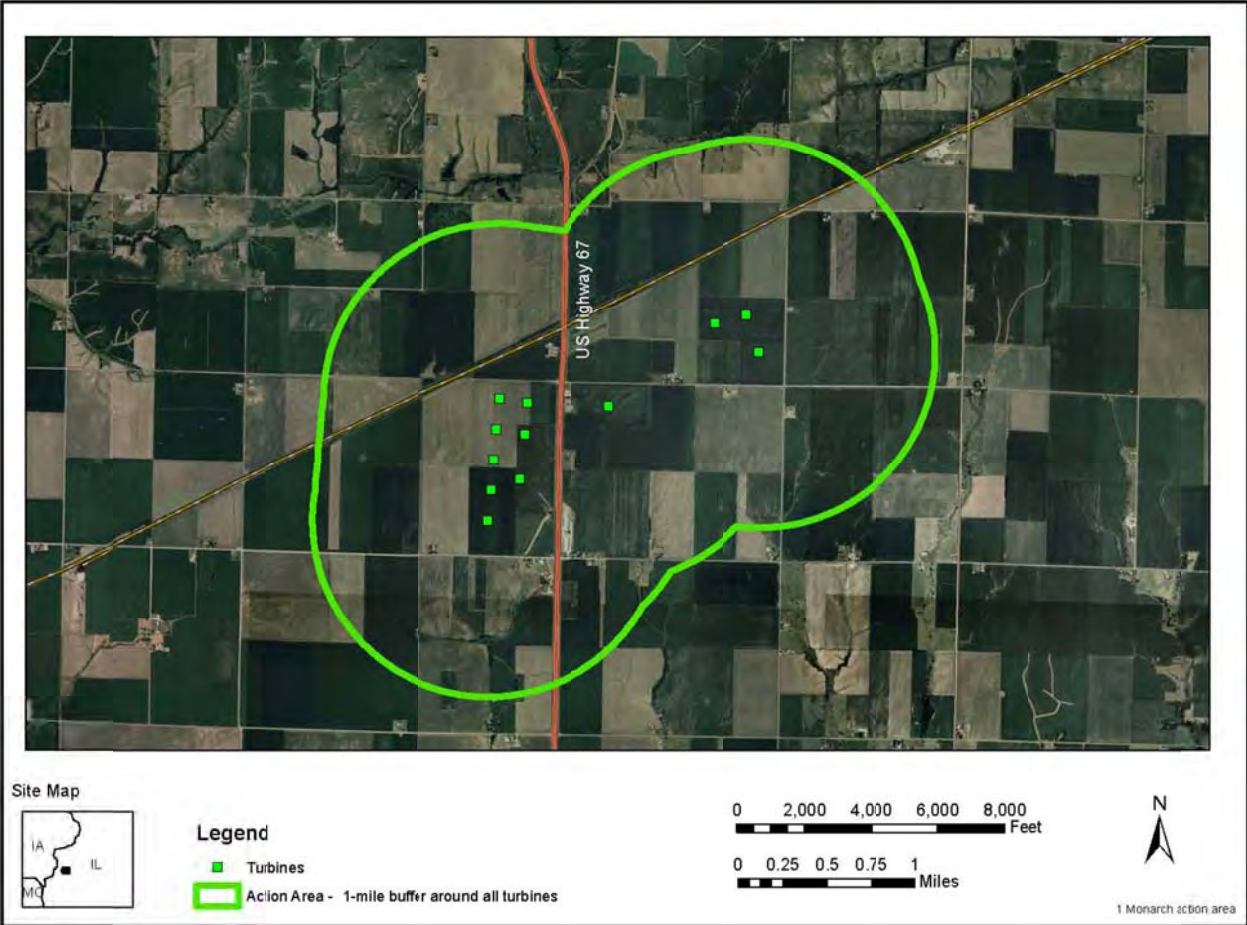 US Highway 67
Site Map
IA
IL
MO
Legend
Turbines
Action Area - 1-mile buffer around all turbines
0 2,000 4,000 6,000 8,000
Feet
0 0.25 0.5 0.75 1
Miles
N
1 Monarch action area